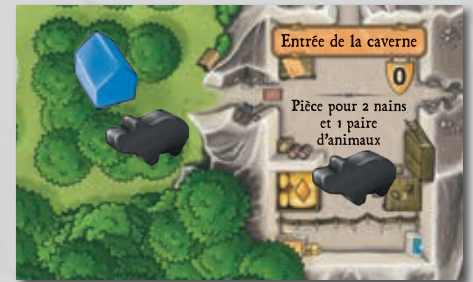 Entrée de la caverne
0
Pièce pour 2 nains
et 1 paire
d'animaux